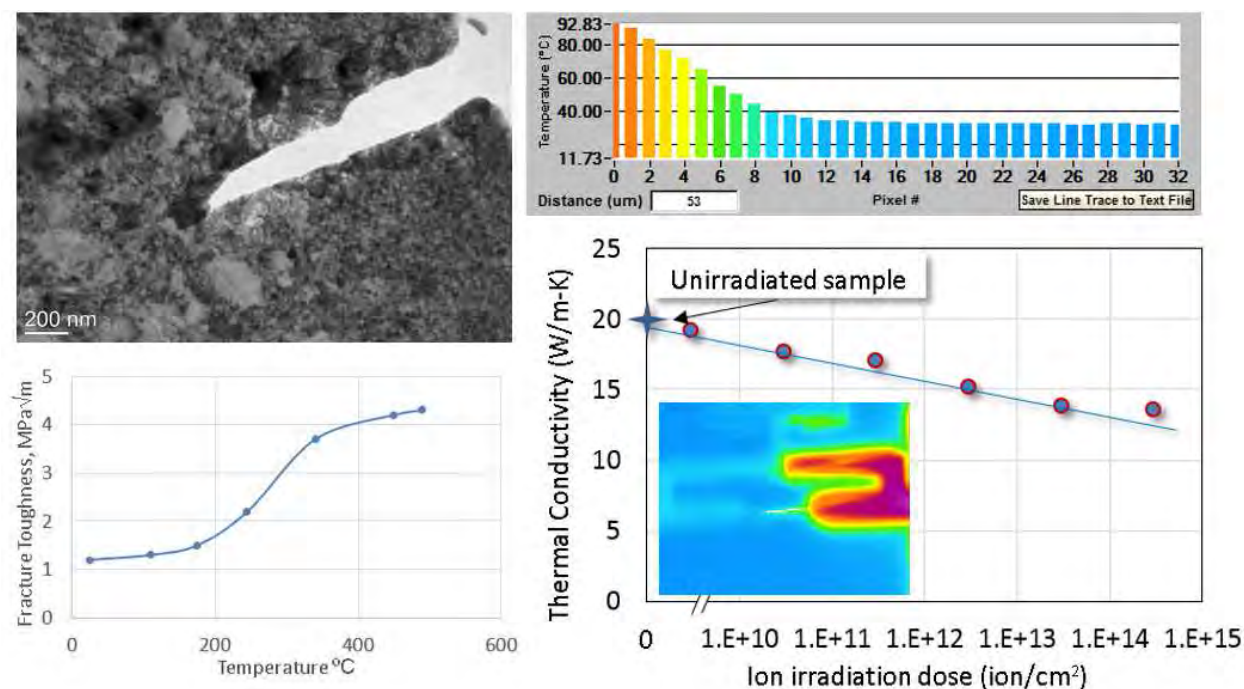 200 nm
92.83
80.00
60.00
40.00
11.73
Temperature (°C)
0 2 4 6 8 10 12 14 16 18 20 22 24 26 28 30 32
Distance (um) 53 Pixel # Save Line Trace to Text File
Fracture Toughness, MPa√m
5
4
3
2
1
0
0 200 400 600
Temperature ºC
Thermal Conductivity (W/m-K)
25
20
15
10
5
0
Unirradiated sample
0 1.E+10 1.E+11 1.E+12 1.E+13 1.E+14 1.E+15
Ion irradiation dose (ion/cm²)